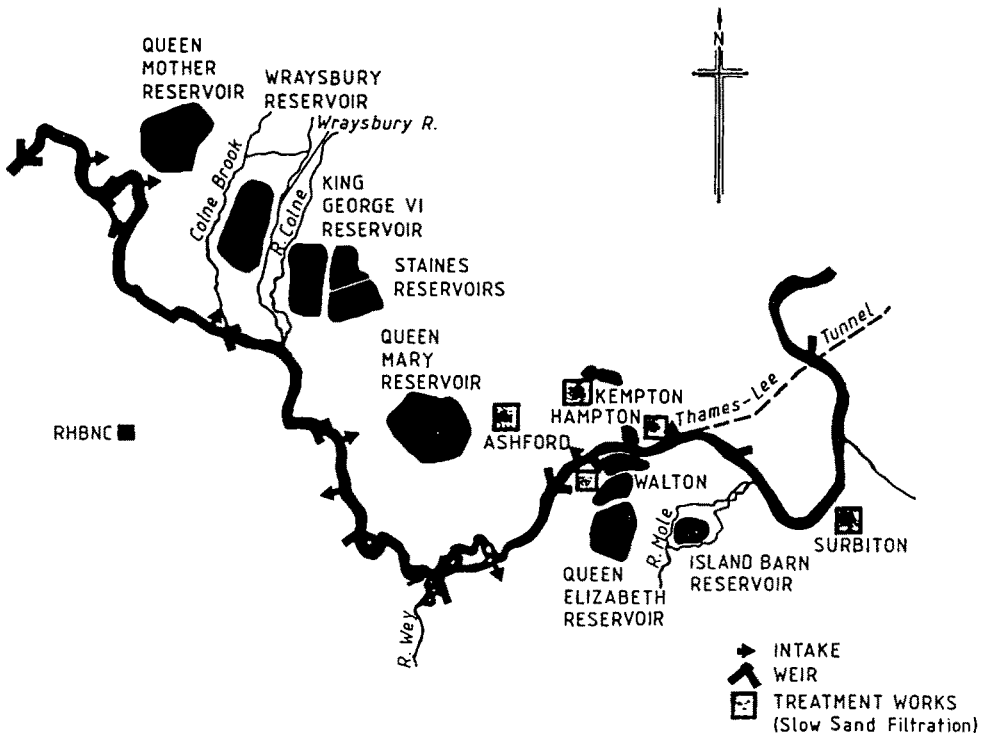 N
QUEEN
MOTHER
RESERVOIR
WRAYSBURY
RESERVOIR
Wraysbury R.
Colne Brook
R. Colne
KING
GEORGE VI
RESERVOIR
STAINES
RESERVOIRS
QUEEN
MARY
RESERVOIR
Thames-Lee Tunnel
KEMPTON
HAMPTON
ASHFORD
RHBNC
WALTON
R. Mole
SURBITON
ISLAND BARN
RESERVOIR
QUEEN
ELIZABETH
RESERVOIR
R. Wey
INTAKE
WEIR
TREATMENT WORKS
(Slow Sand Filtration)